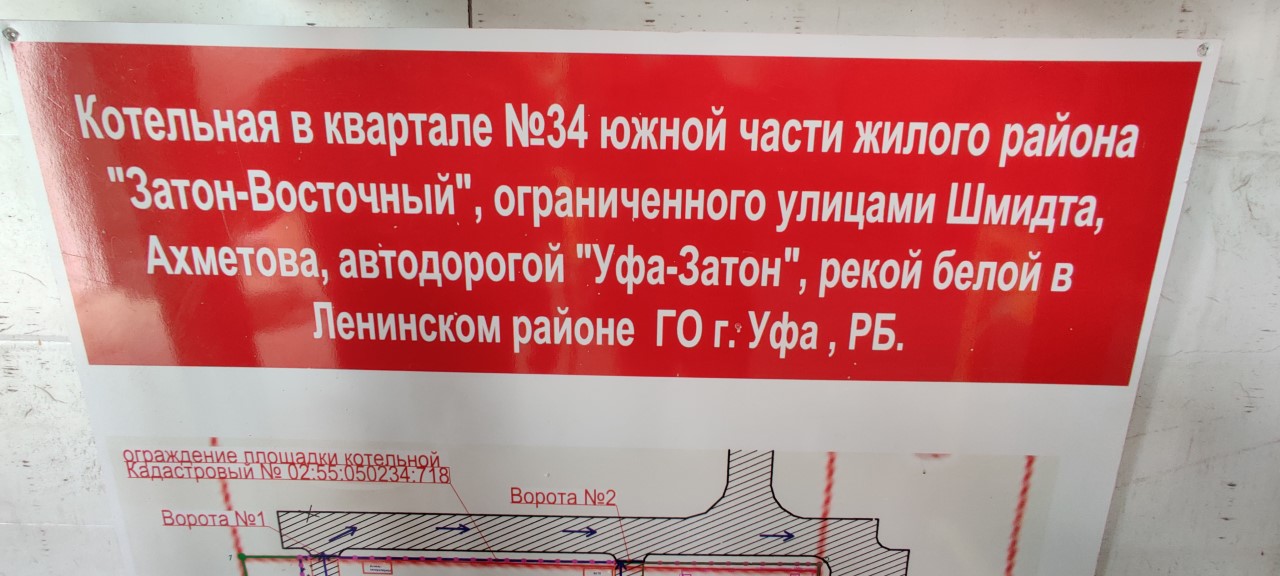 Котельная в квартале №34 южной части жилого района
"Затон-Восточный", ограниченного улицами Шмидта,
Ахметова, автодорогой "Уфа-Затон", рекой белой в
Ленинском районе ГО г. Уфа , РБ.
ограждение площадки котельной
Кадастровый № 02:55:050234:718
Ворота №2
Ворота №1